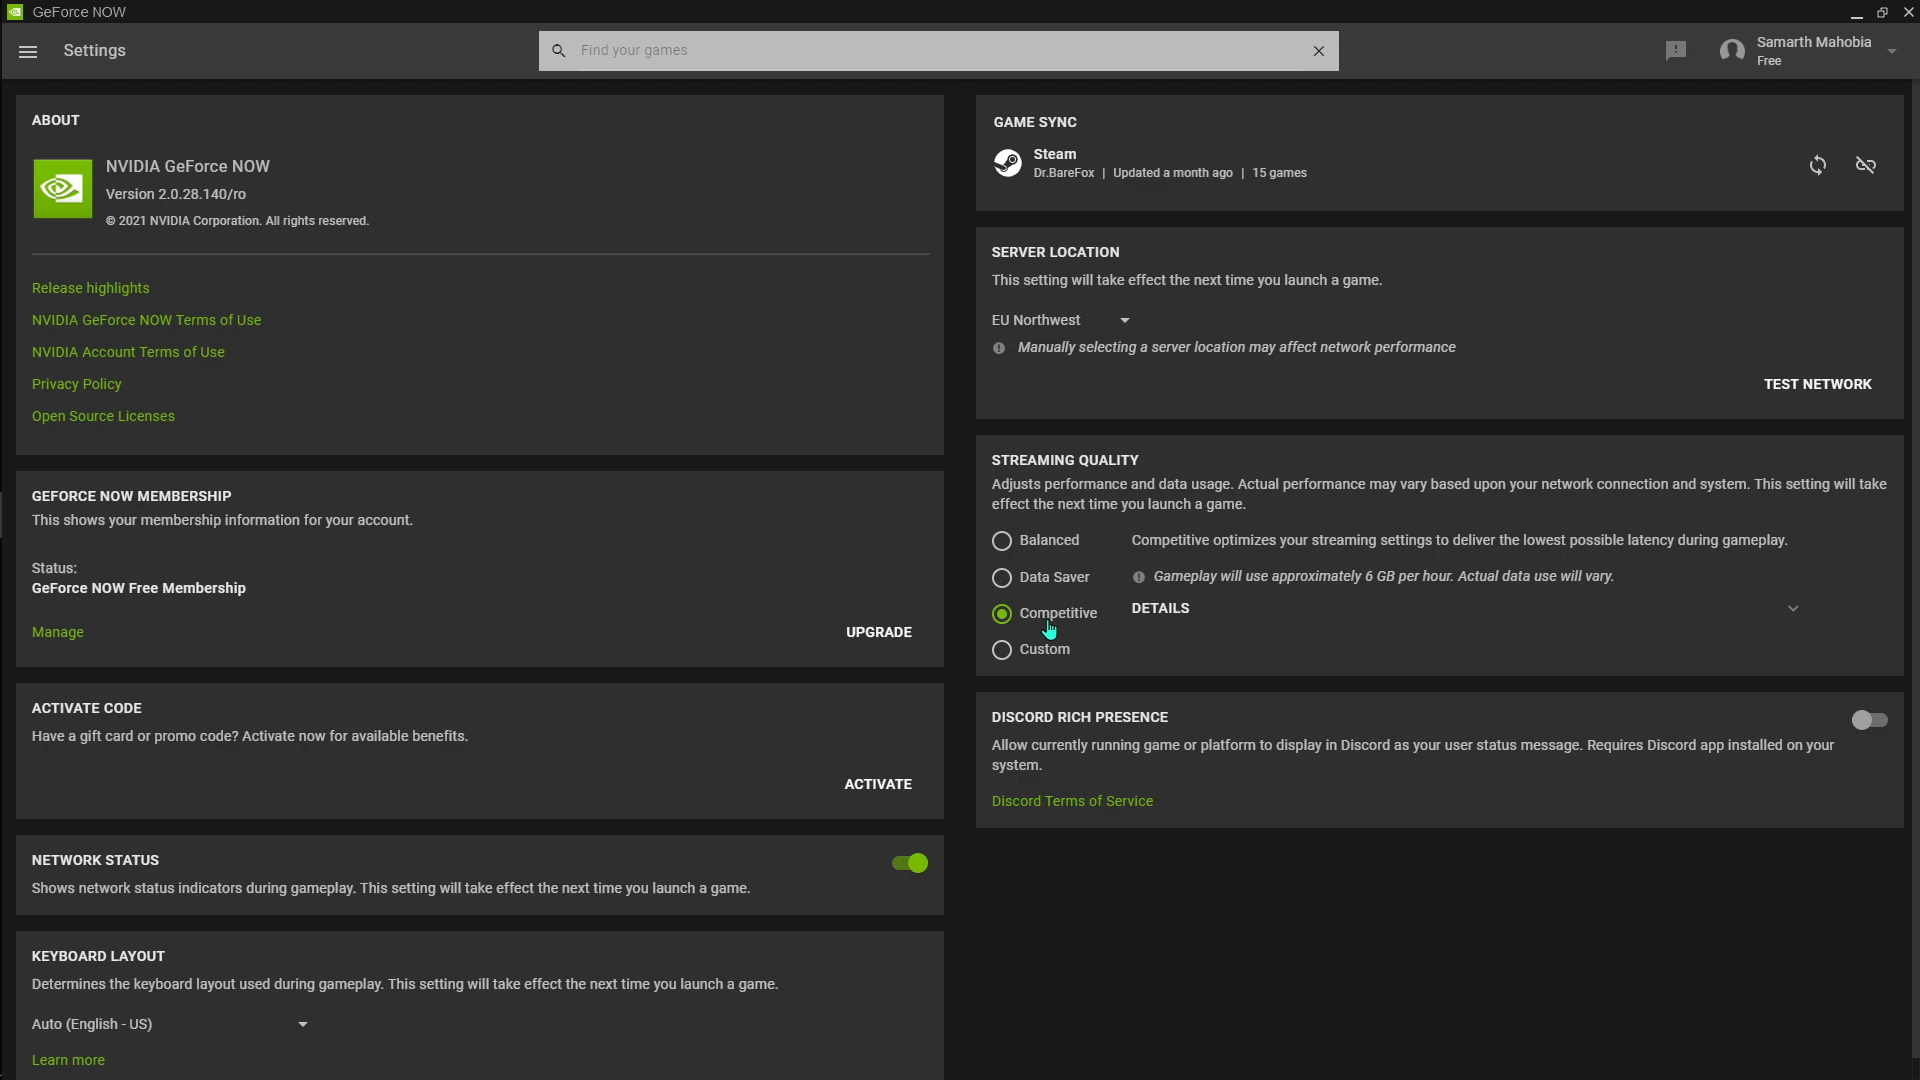 GeForce NOW
Settings
Find your games
Samarth Mahobia
Free
ABOUT
NVIDIA GeForce NOW
Version 2.0.28.140/ro
© 2021 NVIDIA Corporation. All rights reserved.
Release highlights
NVIDIA GeForce NOW Terms of Use
NVIDIA Account Terms of Use
Privacy Policy
Open Source Licenses
GEFORCE NOW MEMBERSHIP
This shows your membership information for your account.
Status:
GeForce NOW Free Membership
Manage
UPGRADE
ACTIVATE CODE
Have a gift card or promo code? Activate now for available benefits.
ACTIVATE
NETWORK STATUS
Shows network status indicators during gameplay. This setting will take effect the next time you launch a game.
KEYBOARD LAYOUT
Determines the keyboard layout used during gameplay. This setting will take effect the next time you launch a game.
Auto (English - US)
Learn more
GAME SYNC
Steam
Dr.BareFox | Updated a month ago | 15 games
SERVER LOCATION
This setting will take effect the next time you launch a game.
EU Northwest
Manually selecting a server location may affect network performance
TEST NETWORK
STREAMING QUALITY
Adjusts performance and data usage. Actual performance may vary based upon your network connection and system. This setting will take
effect the next time you launch a game.
Balanced
Competitive optimizes your streaming settings to deliver the lowest possible latency during gameplay.
Data Saver
Gameplay will use approximately 6 GB per hour. Actual data use will vary.
Competitive
DETAILS
Custom
DISCORD RICH PRESENCE
Allow currently running game or platform to display in Discord as your user status message. Requires Discord app installed on your
system.
Discord Terms of Service